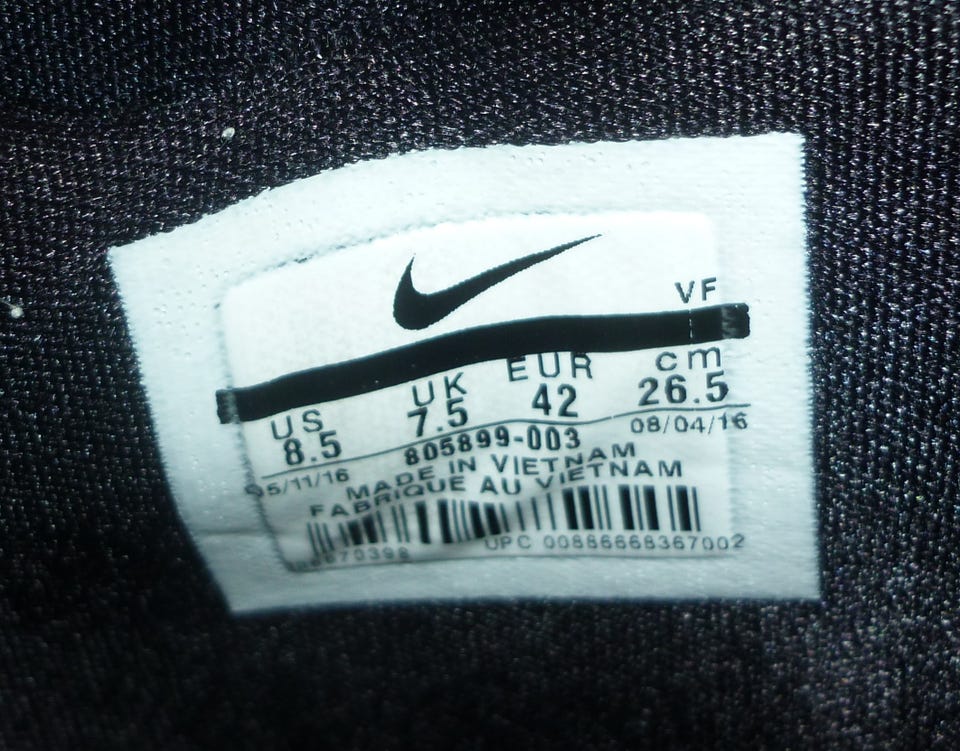 VF
US UK EUR cm
8.5 7.5 42 26.5
05/11/16 805899-003 08/04/16
MADE IN VIETNAM
FABRIQUE AU VIETNAM
UPC 00886668367002